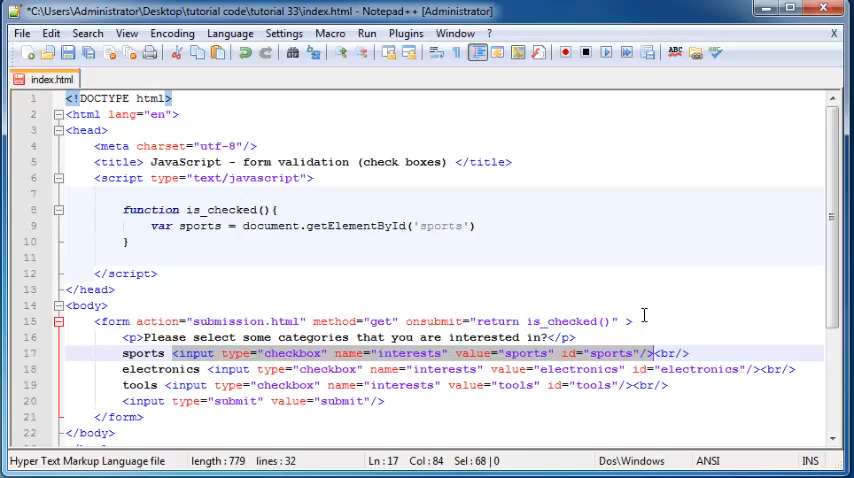 *C:\Users\Administrator\Desktop\tutorial code\tutorial 33\index.html - Notepad++ [Administrator]
File Edit Search View Encoding Language Settings Macro Run Plugins Window ? X
index.html
1 <!DOCTYPE html>
2 <html lang="en">
3 <head>
4 <meta charset="utf-8"/>
5 <title> JavaScript - form validation (check boxes) </title>
6 <script type="text/javascript">
7
8 function is_checked(){
9 var sports = document.getElementById('sports')
10 }
11
12 </script>
13 </head>
14 <body>
15 <form action="submission.html" method="get" onsubmit="return is_checked()" >
16 <p>Please select some categories that you are interested in?</p>
17 sports <input type="checkbox" name="interests" value="sports" id="sports"/><br/>
18 electronics <input type="checkbox" name="interests" value="electronics" id="electronics"/><br/>
19 tools <input type="checkbox" name="interests" value="tools" id="tools"/><br/>
20 <input type="submit" value="submit"/>
21 </form>
22 </body>
Hyper Text Markup Language file length : 779 lines : 32 Ln : 17 Col : 84 Sel : 68 | 0 Dos\Windows ANSI INS